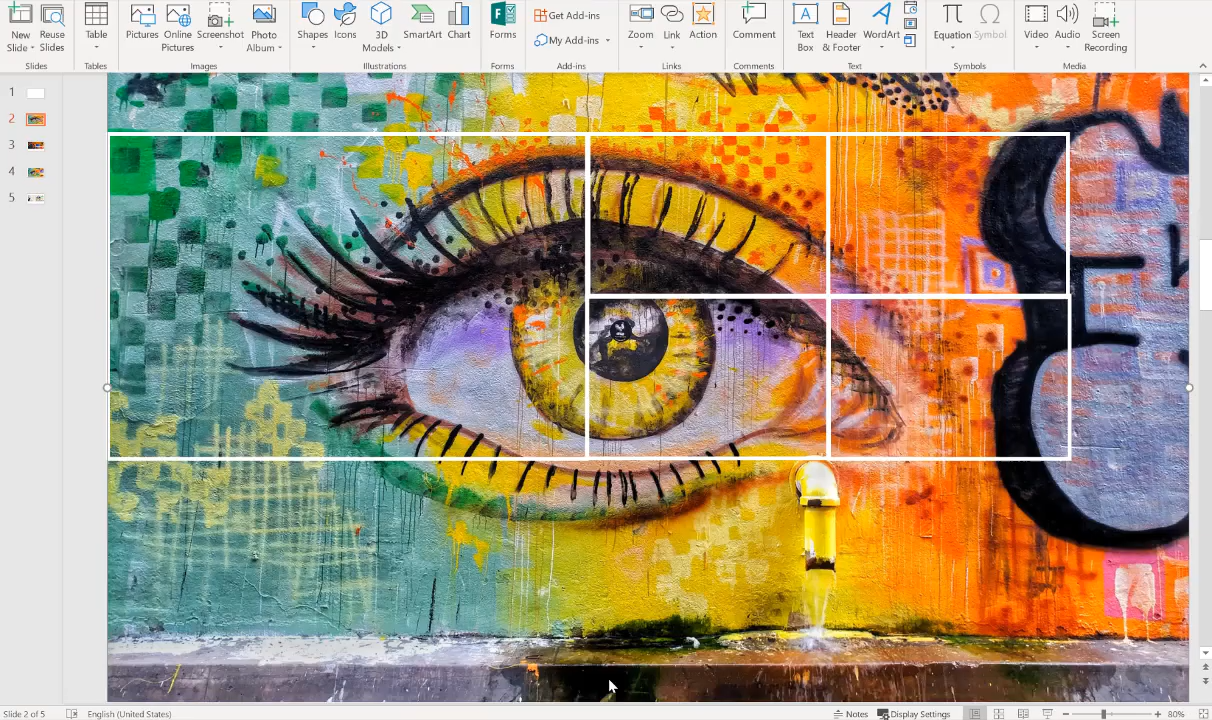 New Slide
Reuse Slides
Table
Pictures
Online Pictures
Screenshot
Photo Album
Shapes
Icons
3D Models
SmartArt
Chart
Forms
Get Add-ins
My Add-ins
Zoom
Link
Action
Comment
Text Box
Header & Footer
WordArt
Equation
Symbol
Video
Audio
Screen Recording
Slides
Tables
Images
Illustrations
Forms
Add-ins
Links
Comments
Text
Symbols
Media
1
2
3
4
5
Slide 2 of 5
English (United States)
Notes
Display Settings
80%